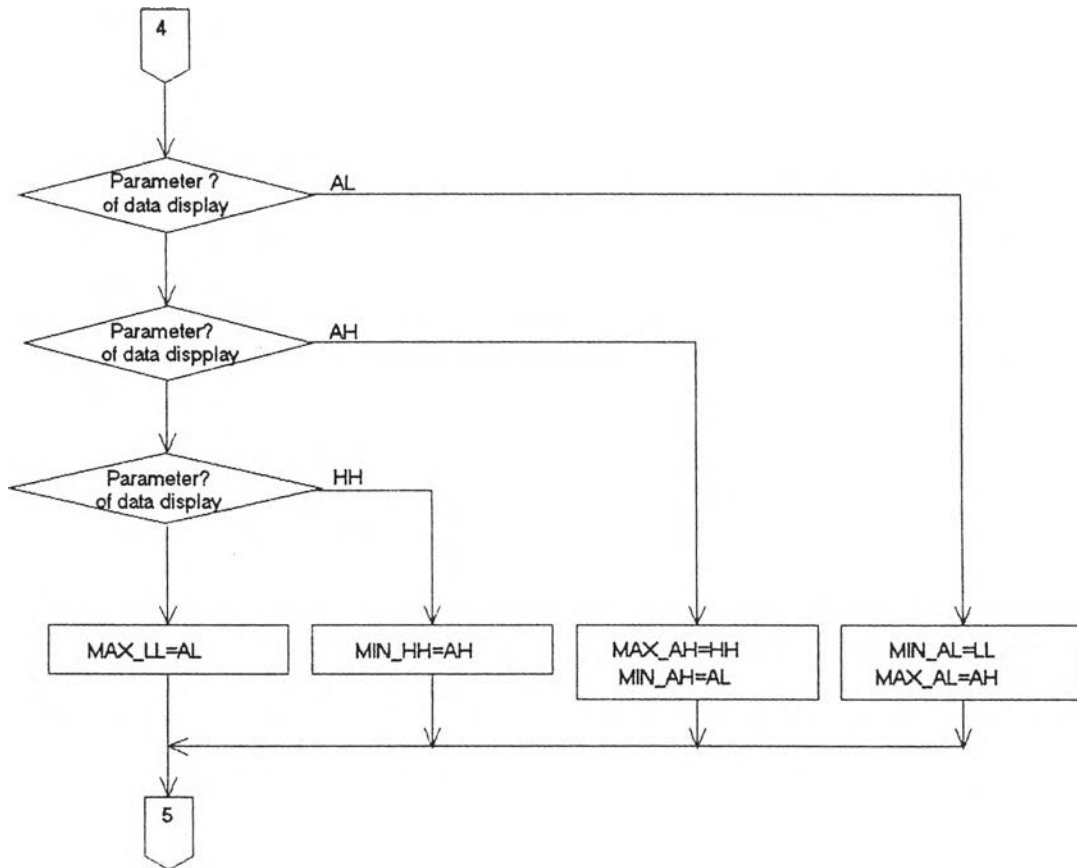 4
Parameter ?
of data display
AL
Parameter?
of data dispplay
AH
Parameter?
of data display
HH
MAX_LL=AL
MIN_HH=AH
MAX_AH=HH
MIN_AH=AL
MIN_AL=LL
MAX_AL=AH
5